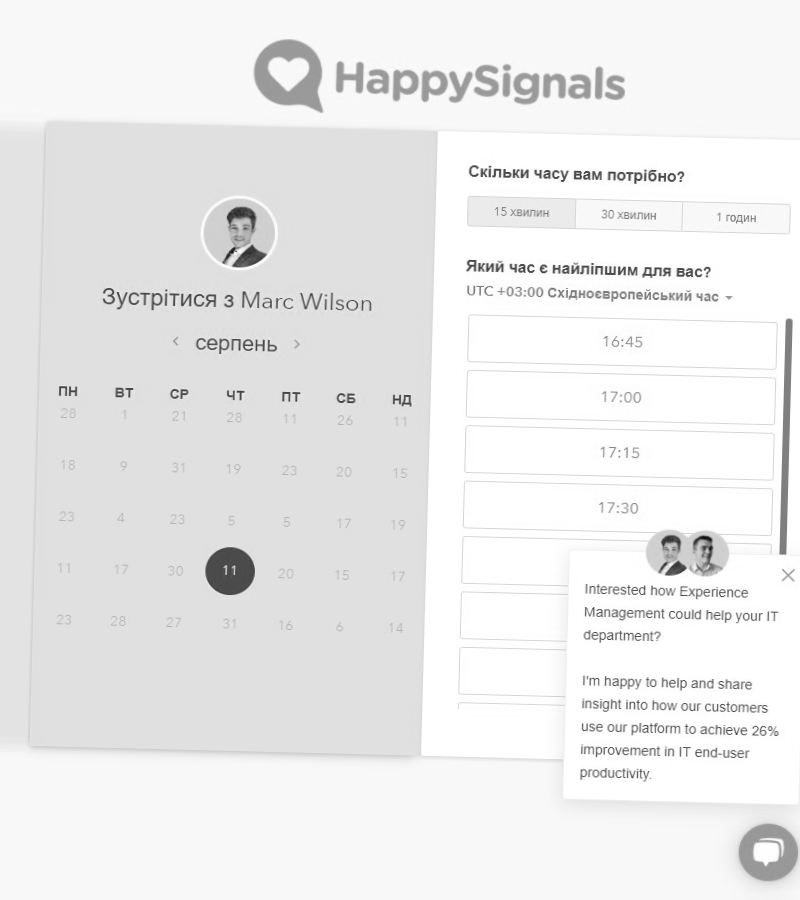 HappySignals
Зустрітися з Marc Wilson
серпень
ПН ВТ СР ЧТ ПТ СБ НД
28 1 21 28 11 26 11
18 9 31 19 23 20 15
23 4 23 5 5 17 19
11 17 30 11 20 15 17
23 28 27 31 16 6 14
Скільки часу вам потрібно?
15 хвилин 30 хвилин 1 годин
Який час є найліпшим для вас?
UTC +03:00 Східноєвропейський час
16:45
17:00
17:15
17:30
Interested how Experience
Management could help your IT
department?
I'm happy to help and share
insight into how our customers
use our platform to achieve 26%
improvement in IT end-user
productivity.